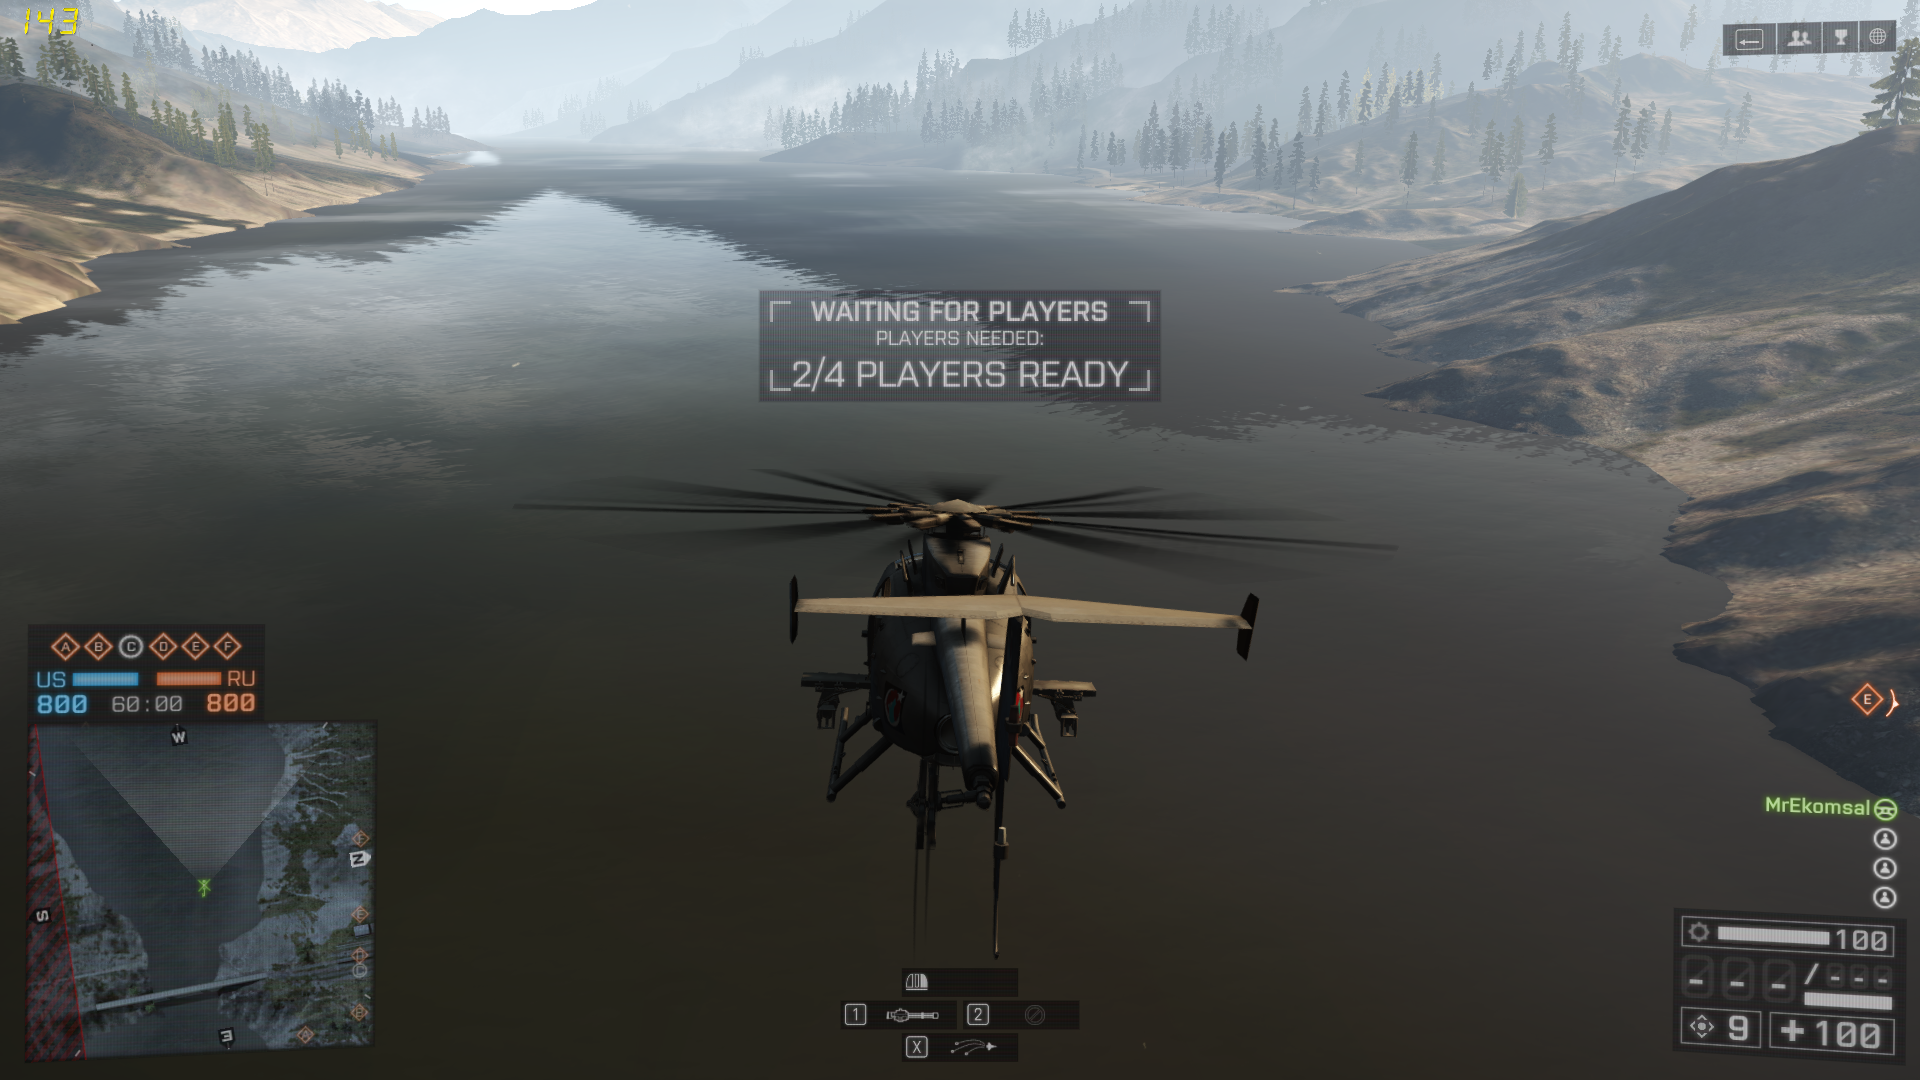 143
WAITING FOR PLAYERS
PLAYERS NEEDED:
2/4 PLAYERS READY
A B C D E F
US RU
800 60:00 800
W
F
N
E
S
D
C
B
A
E
E
MrEkomsal
100
- - - / - - -
9 +100
1 2
X